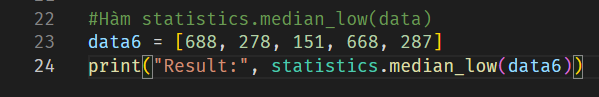 22 #Hàm statistics.median_low(data)
23 data6 = [688, 278, 151, 668, 287]
24 print("Result:", statistics.median_low(data6))